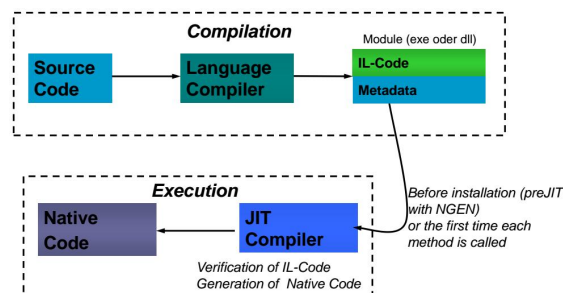 Compilation
Module (exe oder dll)
Source
Code
Language
Compiler
IL-Code
Metadata
Before installation (preJIT
with NGEN)
or the first time each
method is called
Execution
Native
Code
JIT
Compiler
Verification of IL-Code
Generation of Native Code